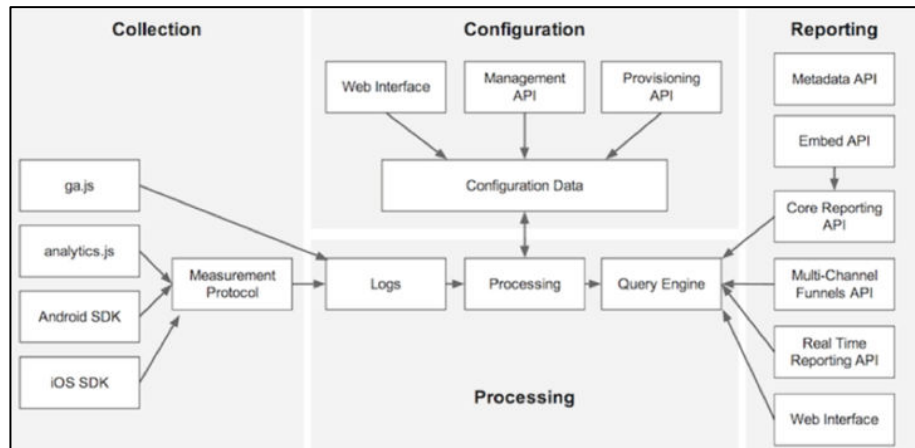 Collection
Configuration
Reporting
Web Interface
Management
API
Provisioning
API
Metadata API
Embed API
ga.js
Configuration Data
Core Reporting
API
analytics.js
Measurement
Protocol
Logs
Processing
Query Engine
Multi-Channel
Funnels API
Android SDK
Real Time
Reporting API
iOS SDK
Processing
Web Interface